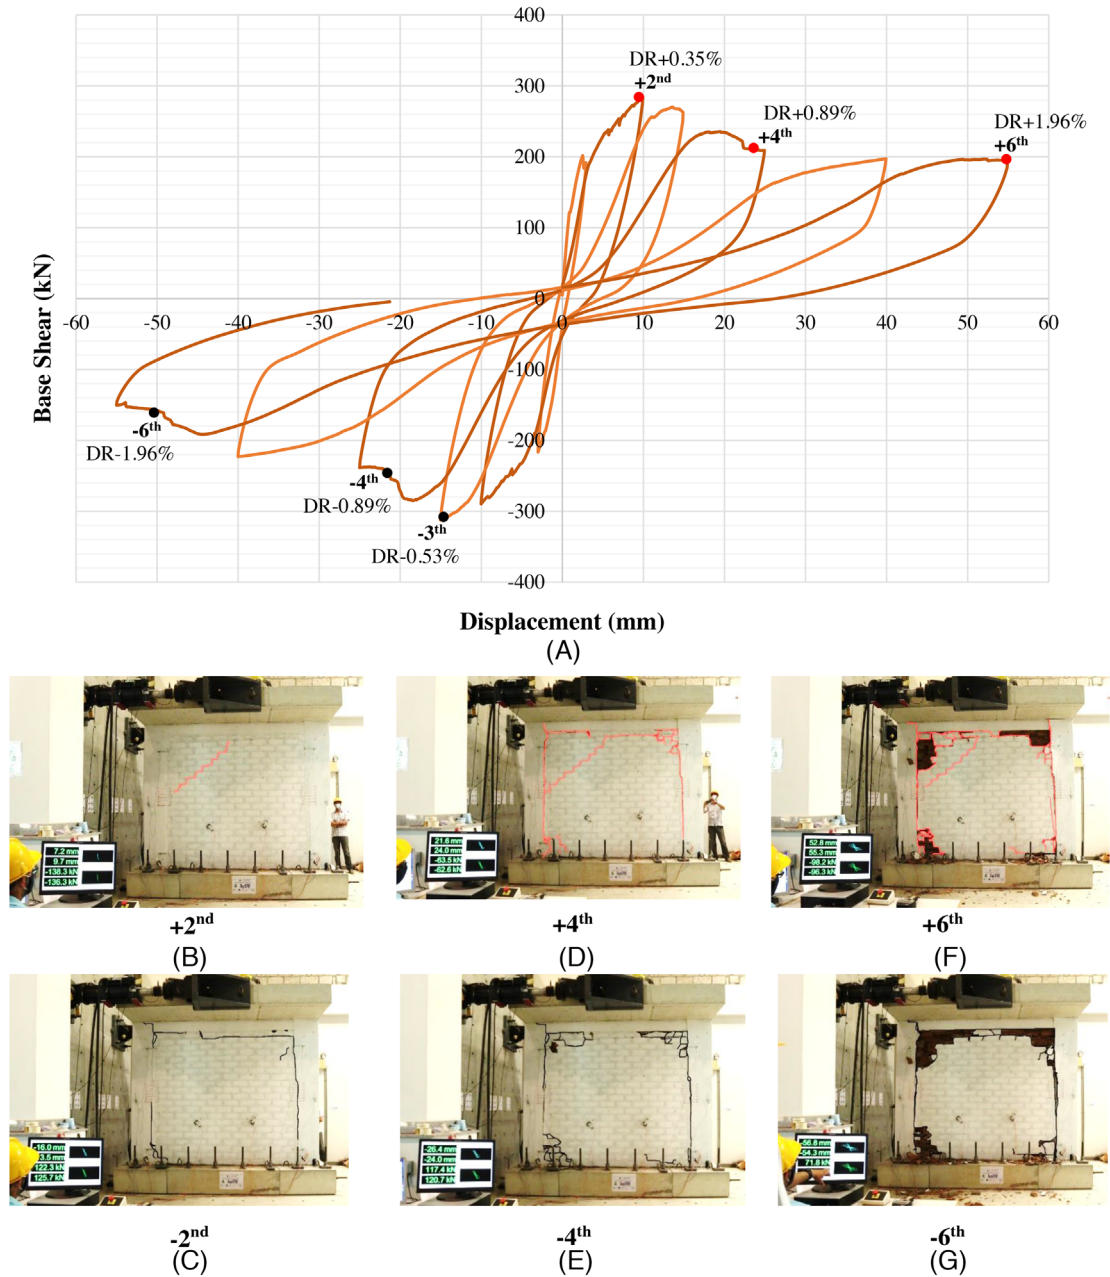 400
DR+0.35%
+2nd
300
DR+0.89%
+4th
DR+1.96%
+6th
200
100
0
-60 -50 -40 -30 -20 -10 0 10 20 30 40 50 60
-100
-200
-300
-400
Base Shear (kN)
-6th
DR-1.96%
-4th
DR-0.89%
-3th
DR-0.53%
Displacement (mm)
(A)
7.2 mm
9.7 mm
-138.3 kN
-136.3 kN
21.6 mm
24.0 mm
-63.5 kN
-62.6 kN
52.8 mm
55.3 mm
-98.2 kN
-96.3 kN
+2nd
+4th
+6th
(B)
(D)
(F)
-16.0 mm
3.5 mm
122.3 kN
125.7 kN
-26.4 mm
-24.0 mm
117.4 kN
120.7 kN
-56.8 mm
-54.3 mm
71.8 kN
-2nd
-4th
-6th
(C)
(E)
(G)